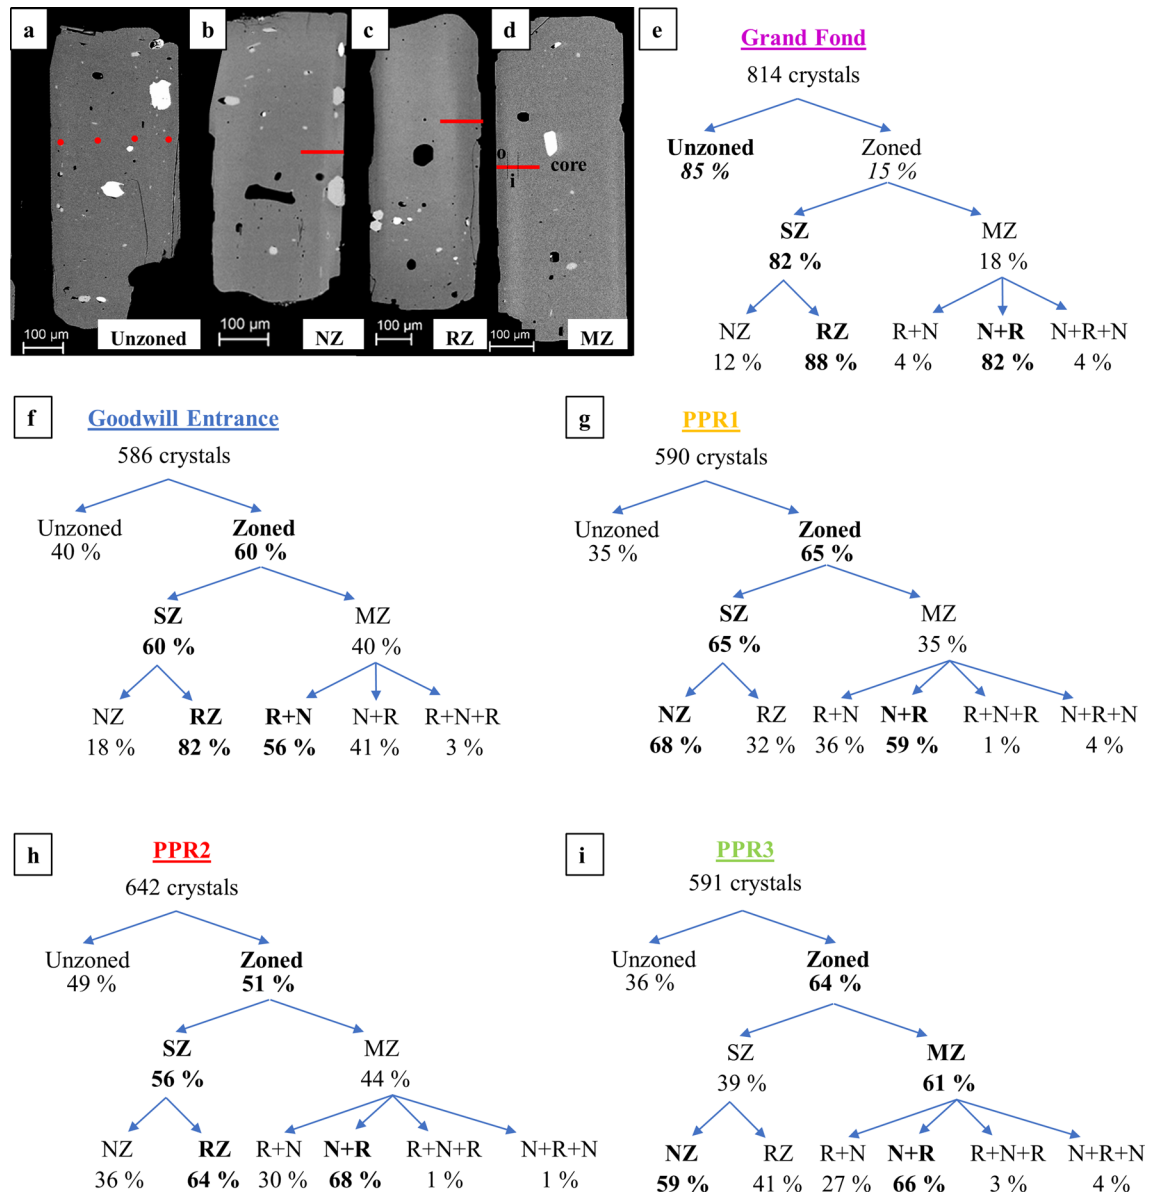 a
b
c
d
o
i
core
100 μm
Unzoned
100 μm
NZ
100 μm
RZ
100 μm
MZ
e
Grand Fond
814 crystals
Unzoned Zoned
85 % 15 %
SZ MZ
82 % 18 %
NZ RZ R+N N+R N+R+N
12 % 88 % 4 % 82 % 4 %
f
Goodwill Entrance
586 crystals
Unzoned Zoned
40 % 60 %
SZ MZ
60 % 40 %
NZ RZ R+N N+R R+N+R
18 % 82 % 56 % 41 % 3 %
g
PPR1
590 crystals
Unzoned Zoned
35 % 65 %
SZ MZ
65 % 35 %
NZ RZ R+N N+R R+N+R N+R+N
68 % 32 % 36 % 59 % 1 % 4 %
h
PPR2
642 crystals
Unzoned Zoned
49 % 51 %
SZ MZ
56 % 44 %
NZ RZ R+N N+R R+N+R N+R+N
36 % 64 % 30 % 68 % 1 % 1 %
i
PPR3
591 crystals
Unzoned Zoned
36 % 64 %
SZ MZ
39 % 61 %
NZ RZ R+N N+R R+N+R N+R+N
59 % 41 % 27 % 66 % 3 % 4 %